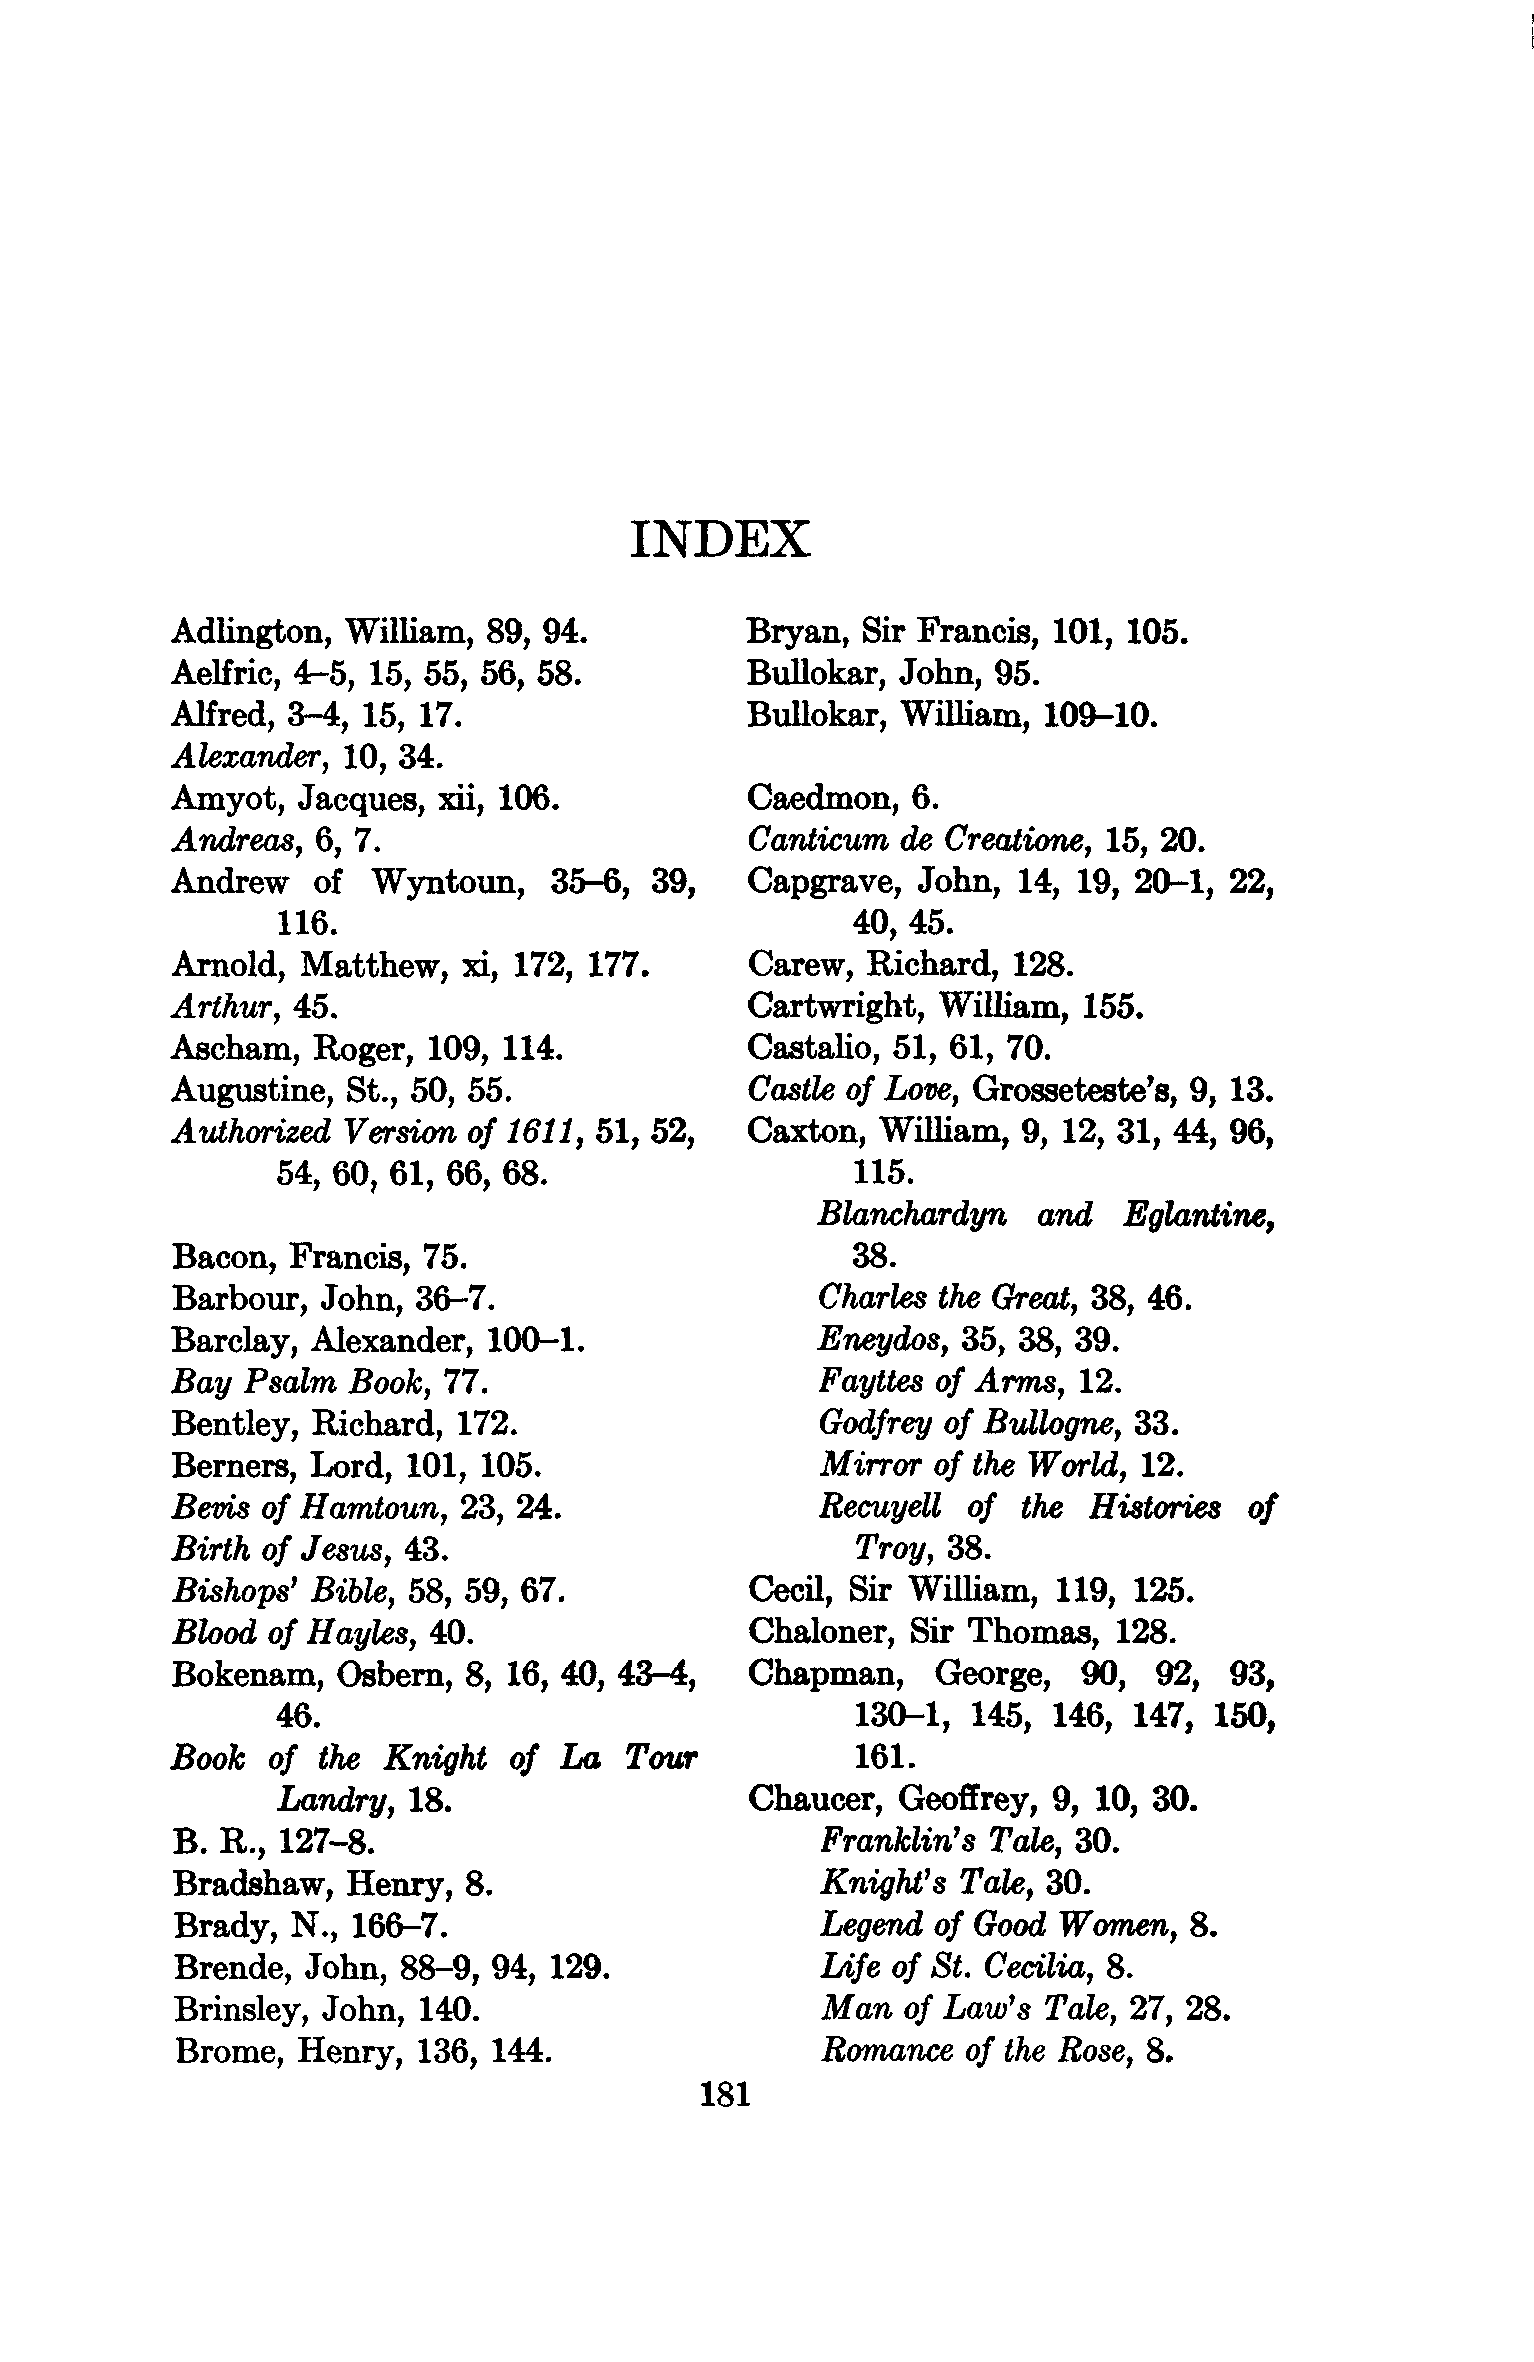 INDEX
Adlington, William, 89, 94.
Aelfric, 4–5, 15, 55, 56, 58.
Alfred, 3–4, 15, 17.
Alexander, 10, 34.
Amyot, Jacques, xii, 106.
Andreas, 6, 7.
Andrew of Wyntoun, 35–6, 39,
116.
Arnold, Matthew, xi, 172, 177.
Arthur, 45.
Ascham, Roger, 109, 114.
Augustine, St., 50, 55.
Authorized Version of 1611, 51, 52,
54, 60, 61, 66, 68.
Bacon, Francis, 75.
Barbour, John, 36–7.
Barclay, Alexander, 100–1.
Bay Psalm Book, 77.
Bentley, Richard, 172.
Berners, Lord, 101, 105.
Bevis of Hamtoun, 23, 24.
Birth of Jesus, 43.
Bishops' Bible, 58, 59, 67.
Blood of Hayles, 40.
Bokenam, Osbern, 8, 16, 40, 43–4,
46.
Book of the Knight of La Tour
Landry, 18.
B. R., 127–8.
Bradshaw, Henry, 8.
Brady, N., 166–7.
Brende, John, 88–9, 94, 129.
Brinsley, John, 140.
Brome, Henry, 136, 144.
Bryan, Sir Francis, 101, 105.
Bullokar, John, 95.
Bullokar, William, 109–10.
Caedmon, 6.
Canticum de Creatione, 15, 20.
Capgrave, John, 14, 19, 20–1, 22,
40, 45.
Carew, Richard, 128.
Cartwright, William, 155.
Castalio, 51, 61, 70.
Castle of Love, Grosseteste's, 9, 13.
Caxton, William, 9, 12, 31, 44, 96,
115.
Blanchardyn and Eglantine,
38.
Charles the Great, 38, 46.
Eneydos, 35, 38, 39.
Fayttes of Arms, 12.
Godfrey of Bullogne, 33.
Mirror of the World, 12.
Recuyell of the Histories of
Troy, 38.
Cecil, Sir William, 119, 125.
Chaloner, Sir Thomas, 128.
Chapman, George, 90, 92, 93,
130–1, 145, 146, 147, 150,
161.
Chaucer, Geoffrey, 9, 10, 30.
Franklin's Tale, 30.
Knight's Tale, 30.
Legend of Good Women, 8.
Life of St. Cecilia, 8.
Man of Law's Tale, 27, 28.
Romance of the Rose, 8.
181